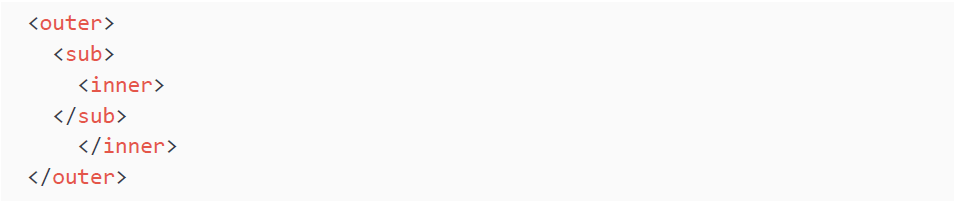 <outer>
  <sub>
    <inner>
  </sub>
    </inner>
</outer>